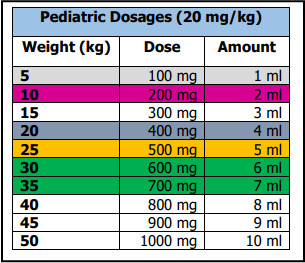 Pediatric Dosages (20 mg/kg)
Weight (kg) Dose Amount
5 100 mg 1 ml
10 200 mg 2 ml
15 300 mg 3 ml
20 400 mg 4 ml
25 500 mg 5 ml
30 600 mg 6 ml
35 700 mg 7 ml
40 800 mg 8 ml
45 900 mg 9 ml
50 1000 mg 10 ml